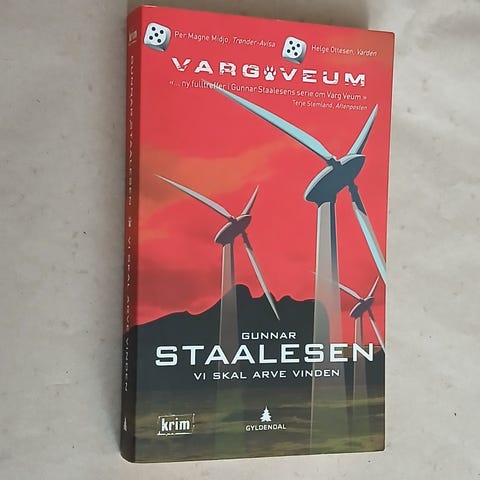 krim
Per Magne Midjo, Trønder-Avisa
Helge Ottesen, Varden
VARG VEUM
«... ny fulltreffer i Gunnar Staalesens serie om Varg Veum »
Terje Stemland, Aftenposten
GUNNAR
STAALESEN
VI SKAL ARVE VINDEN
krim
GYLDENDAL
GUNNAR STAALESEN VI SKAL ARVE VINDEN